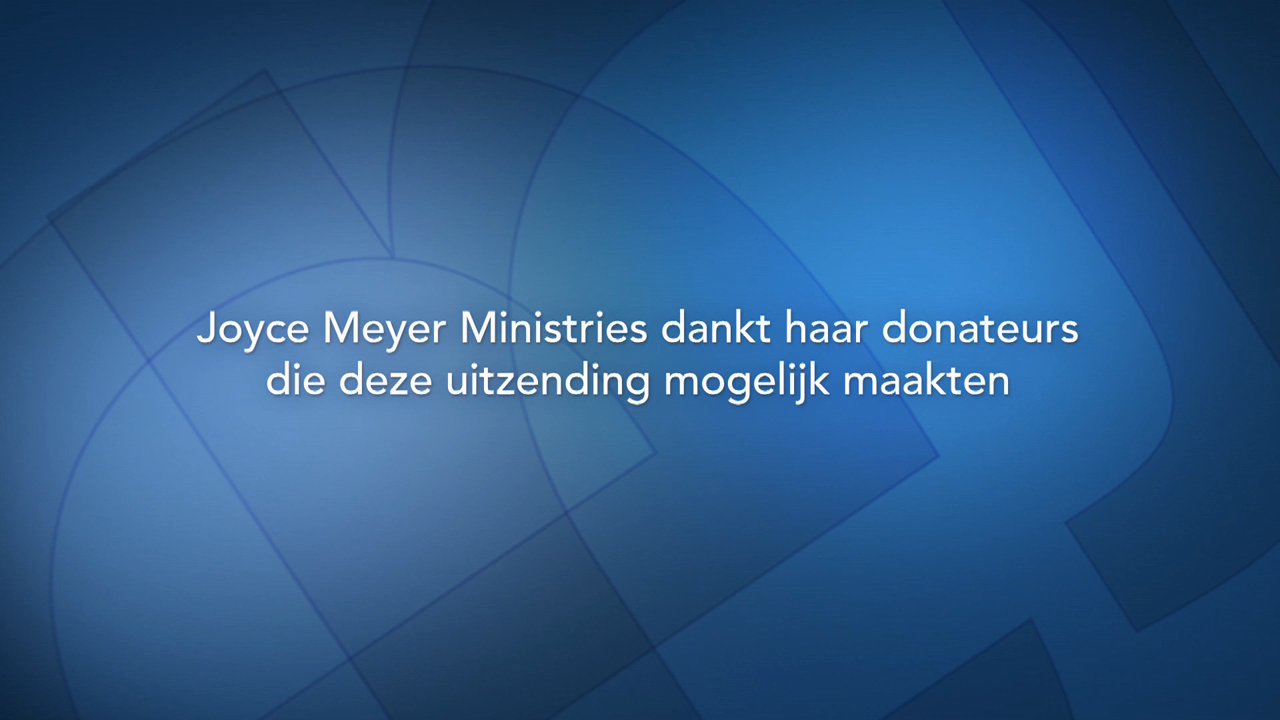 Joyce Meyer Ministries dankt haar donateurs
die deze uitzending mogelijk maakten